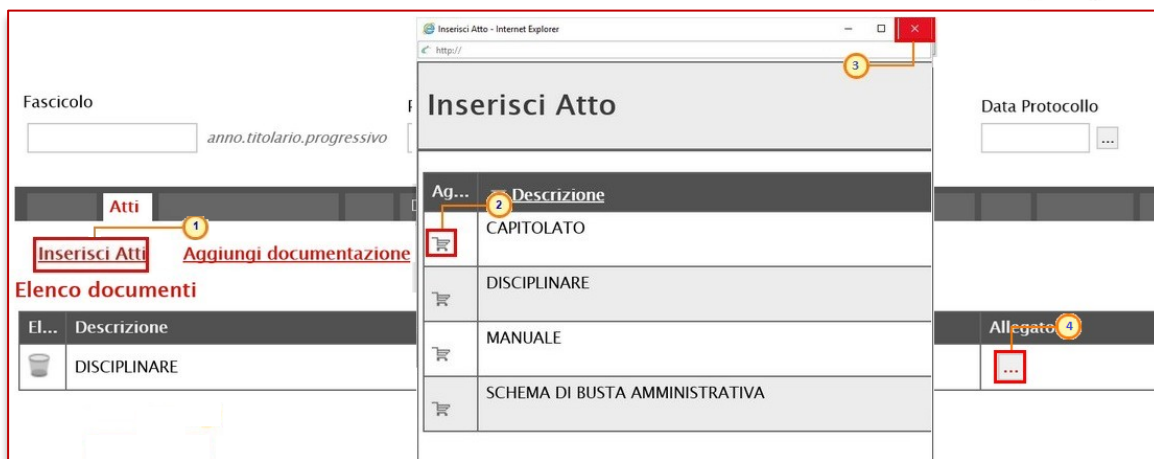 Inserisci Atto - Internet Explorer
http://
3
Inserisci Atto
Fascicolo
anno.titolario.progressivo
Data Protocollo
...
Atti
1
Inserisci Atti Aggiungi documentazione
Elenco documenti
El... Descrizione Allegato 4
DISCIPLINARE ...
Ag... Descrizione
2
CAPITOLATO
DISCIPLINARE
MANUALE
SCHEMA DI BUSTA AMMINISTRATIVA